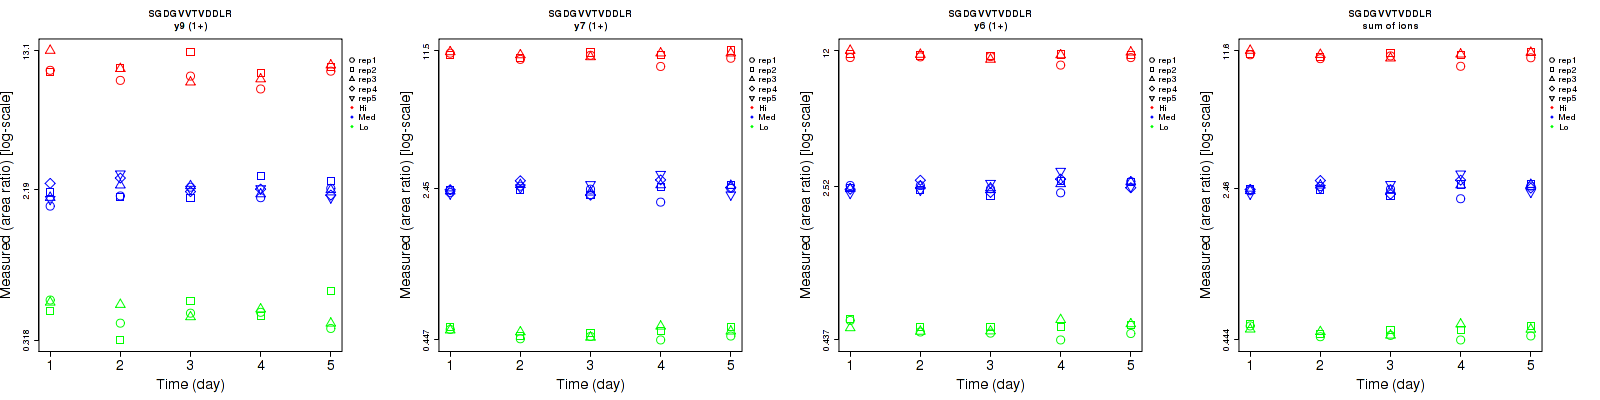 SGDGVVTVDDLR
y9 (1+)
Measured (area ratio) [log-scale]
13.1
2.19
0.318
1 2 3 4 5
Time (day)
rep1
rep2
rep3
rep4
rep5
Hi
Med
Lo
SGDGVVTVDDLR
y7 (1+)
Measured (area ratio) [log-scale]
11.5
2.45
0.447
1 2 3 4 5
Time (day)
rep1
rep2
rep3
rep4
rep5
Hi
Med
Lo
SGDGVVTVDDLR
y6 (1+)
Measured (area ratio) [log-scale]
12
2.52
0.437
1 2 3 4 5
Time (day)
rep1
rep2
rep3
rep4
rep5
Hi
Med
Lo
SGDGVVTVDDLR
sum of ions
Measured (area ratio) [log-scale]
11.6
2.46
0.444
1 2 3 4 5
Time (day)
rep1
rep2
rep3
rep4
rep5
Hi
Med
Lo